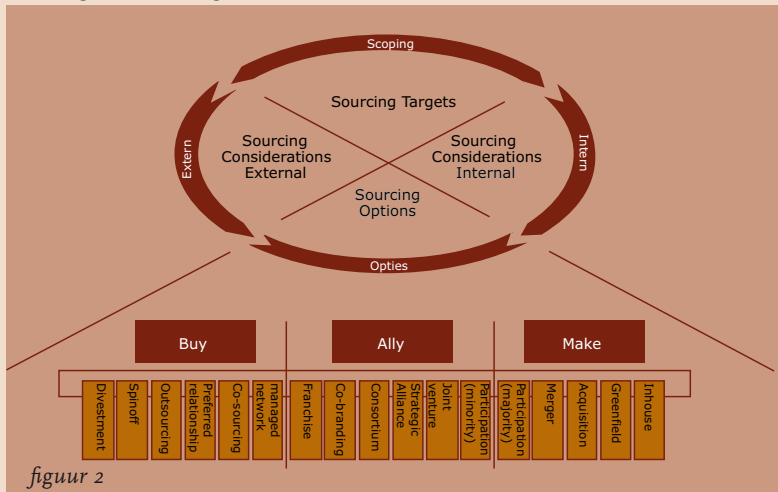 Scoping
Sourcing Targets
Extern
Sourcing
Considerations
External
Sourcing
Considerations
Internal
Intern
Sourcing
Options
Opties
Buy
Ally
Make
Divestment
Spinoff
Outsourcing
Preferred
relationship
Co-sourcing
managed
network
Franchise
Co-branding
Consortium
Strategic
Alliance
Joint
venture
Participation
(minority)
Participation
(majority)
Merger
Acquisition
Greenfield
Inhouse
figuur 2